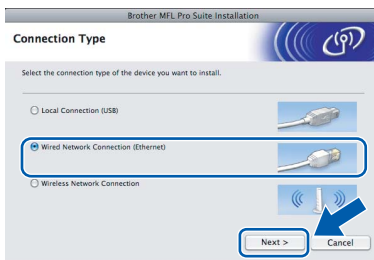 Brother MFL Pro Suite Installation
Connection Type
Select the connection type of the device you want to install.
Local Connection (USB)
Wired Network Connection (Ethernet)
Wireless Network Connection
Next >
Cancel